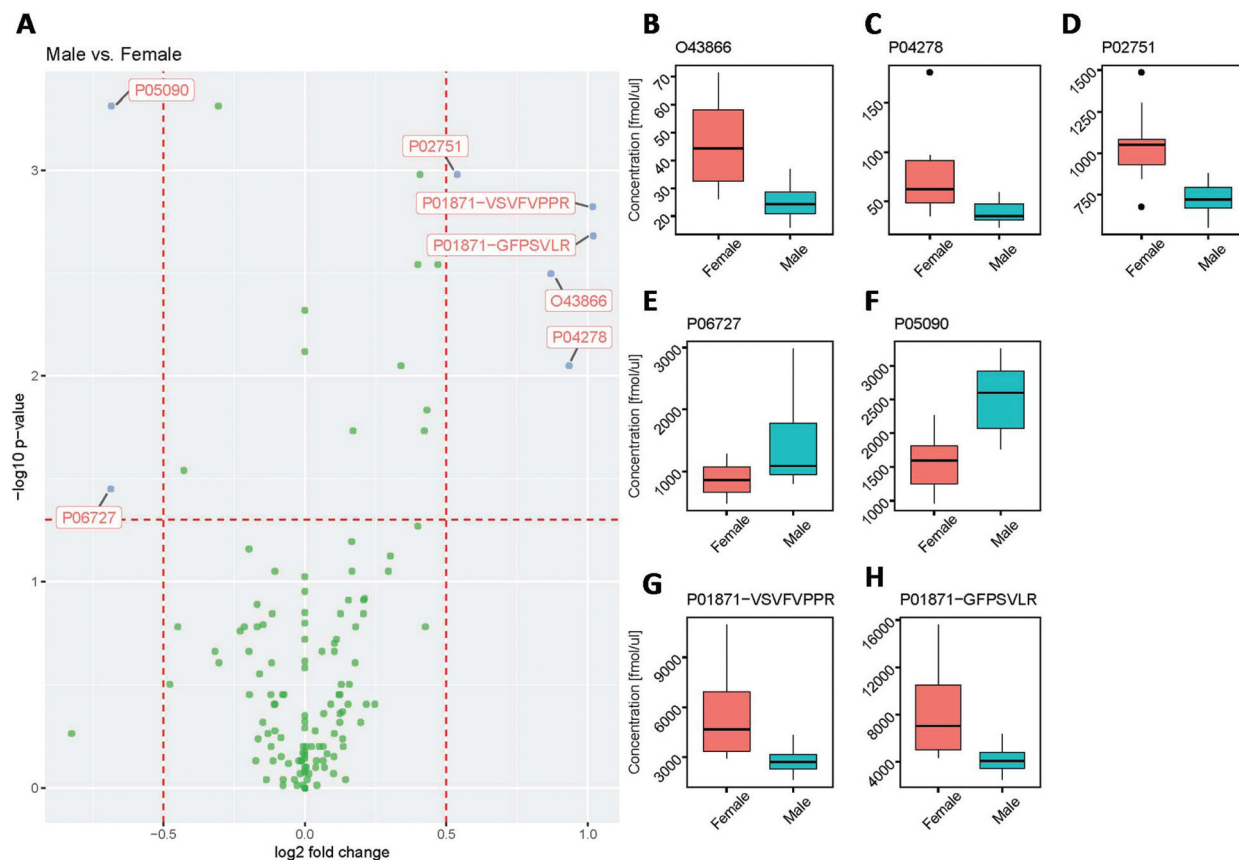 A
Male vs. Female
P05090
P02751
P01871-VSVFVPPR
P01871-GFPSVLR
O43866
P04278
P06727
3
2
1
0
-log10 p-value
-0.5
0.0
0.5
1.0
log2 fold change
B
O43866
Concentration [fmol/ul]
70
60
50
40
30
20
Female
Male
C
P04278
150
100
50
Female
Male
D
P02751
1500
1250
1000
750
Female
Male
E
P06727
Concentration [fmol/ul]
3000
2000
1000
Female
Male
F
P05090
3000
2500
2000
1500
1000
Female
Male
G
P01871-VSVFVPPR
Concentration [fmol/ul]
9000
6000
3000
Female
Male
H
P01871-GFPSVLR
16000
12000
8000
4000
Female
Male